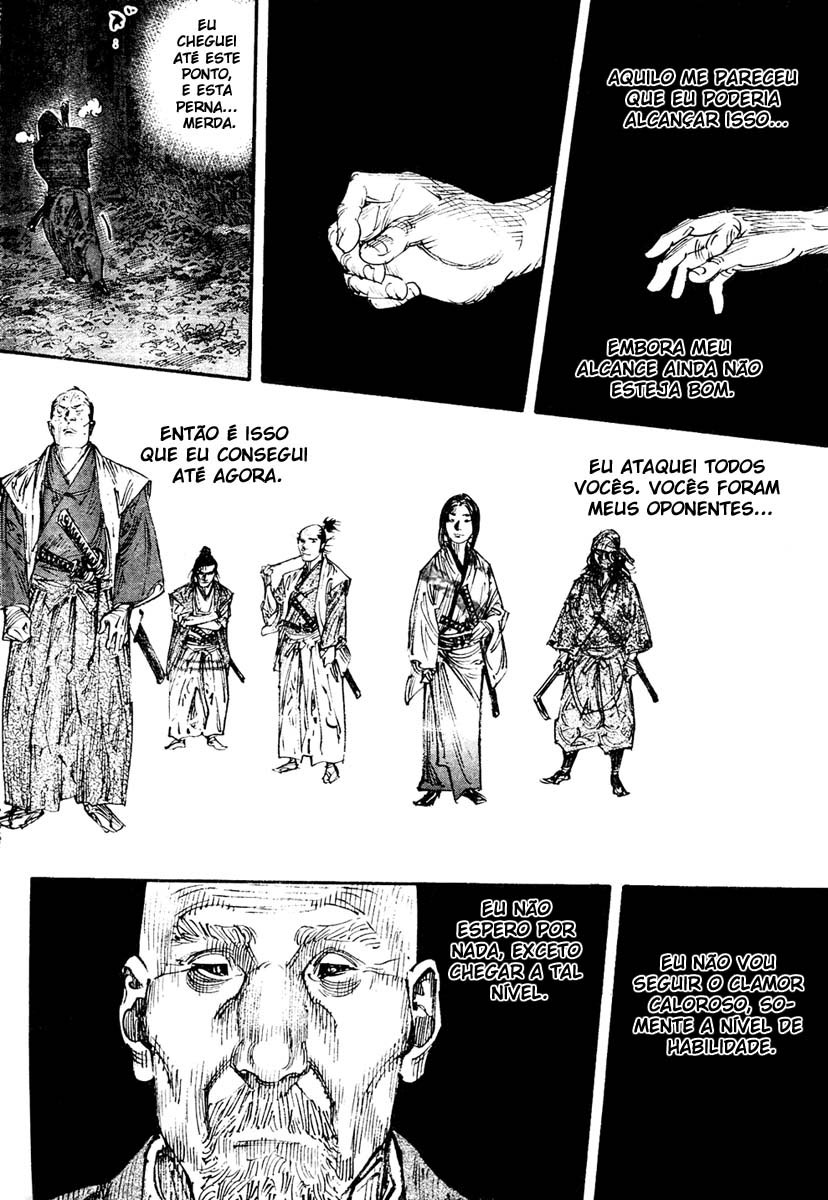 AQUILO ME PARECEU
QUE EU PODERIA
ALCANÇAR ISSO...
EMBORA MEU
ALCANCE AINDA NÃO
ESTEJA BOM.
EU
CHEGUEI
ATÉ ESTE
PONTO,
E ESTA
PERNA...
MERDA.
EU ATAQUEI TODOS
VOCÊS. VOCÊS FORAM
MEUS OPONENTES...
ENTÃO É ISSO
QUE EU CONSEGUI
ATÉ AGORA.
EU NÃO VOU
SEGUIR O CLAMOR
CALOROSO, SO-
MENTE A NÍVEL DE
HABILIDADE.
EU NÃO
ESPERO POR
NADA, EXCETO
CHEGAR A TAL
NÍVEL.